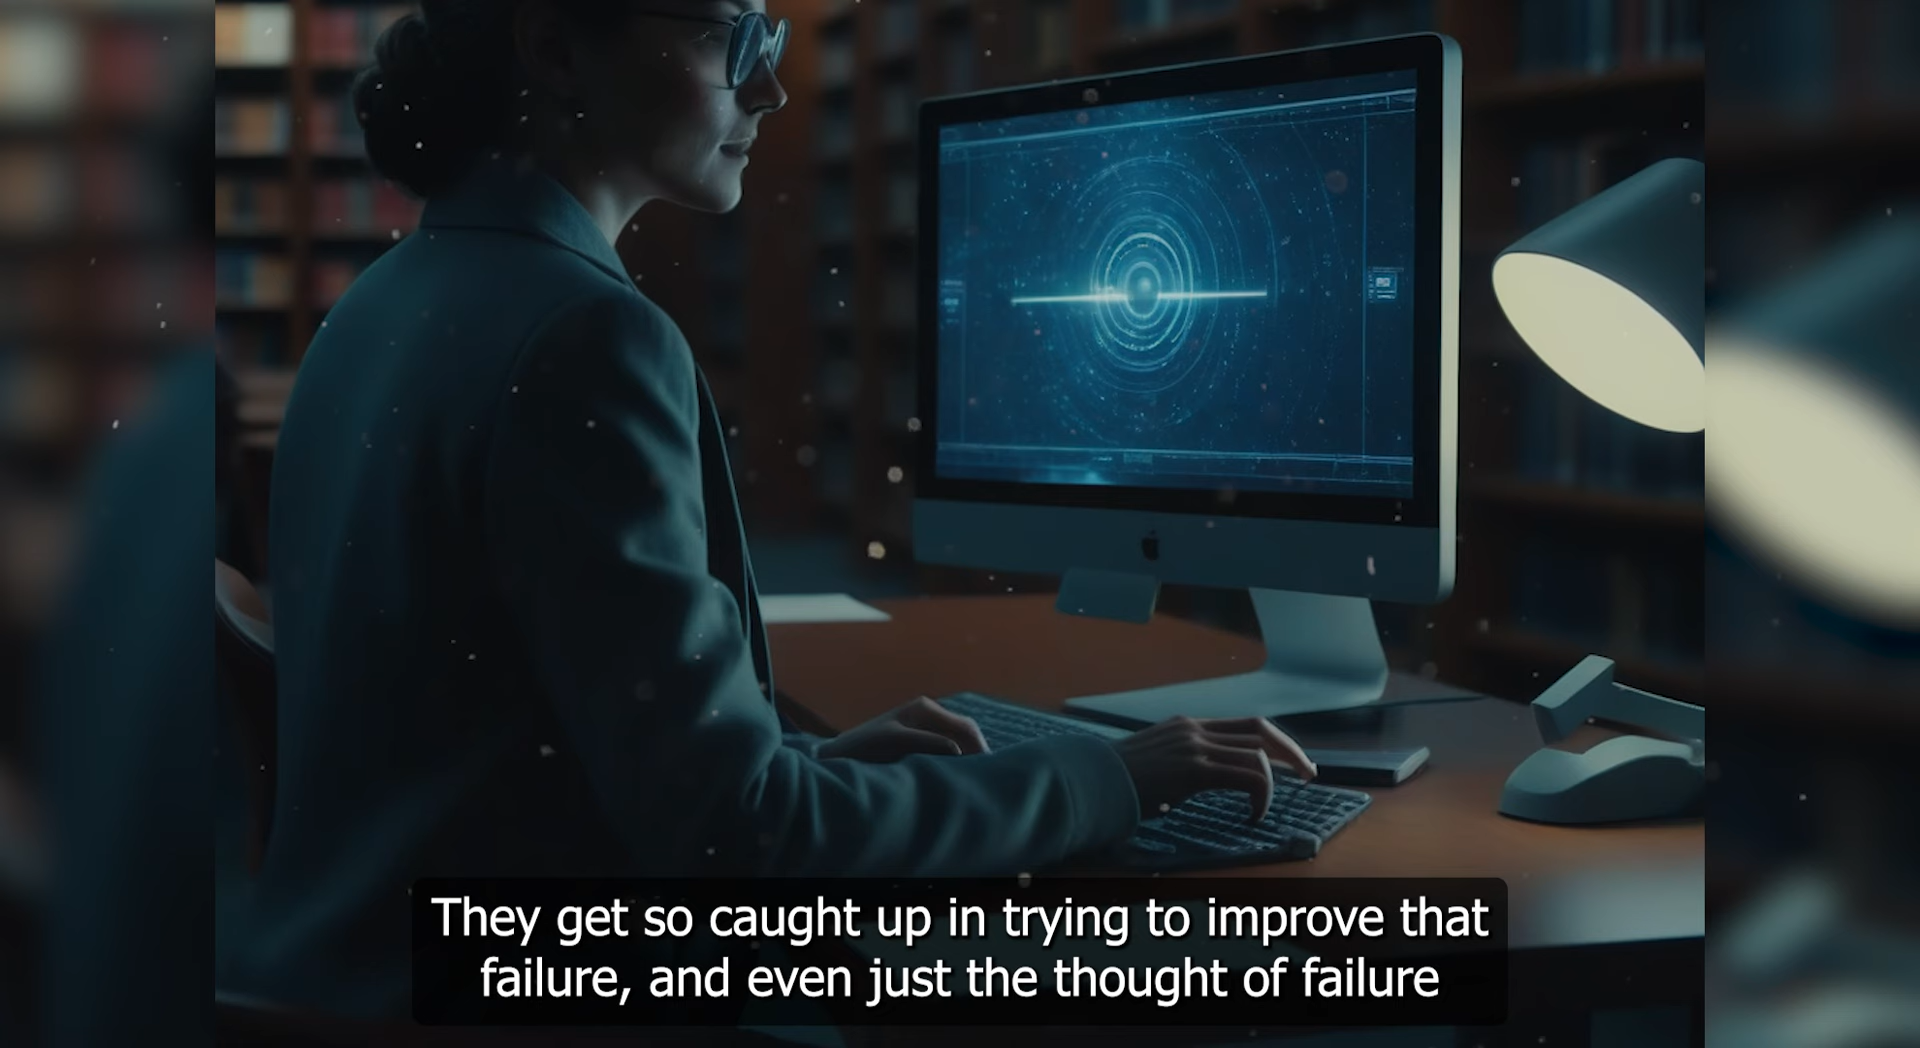 They get so caught up in trying to improve that
failure, and even just the thought of failure